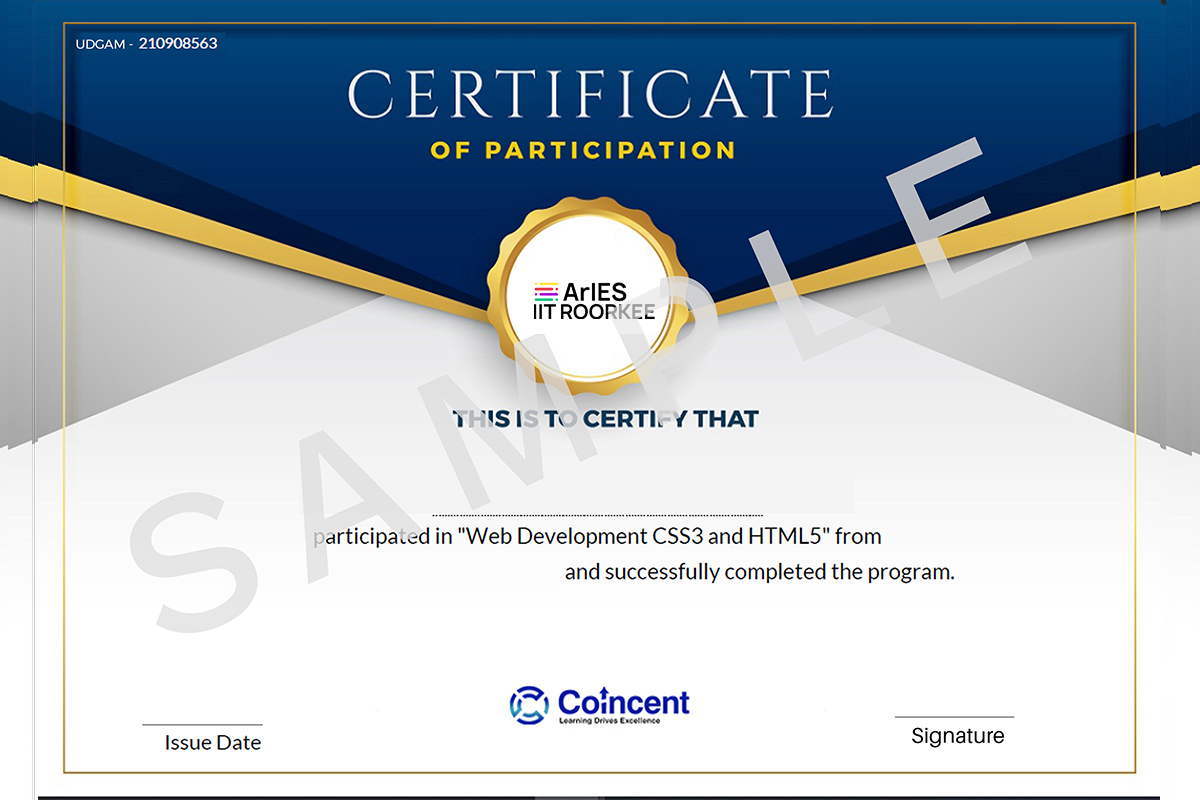 UDGAM - 210908563
CERTIFICATE
OF PARTICIPATION
ArIES
IIT ROORKEE
SAMPLE
THIS IS TO CERTIFY THAT
participated in "Web Development CSS3 and HTML5" from
and successfully completed the program.
Coincent
Learning Drives Excellence
Issue Date
Signature